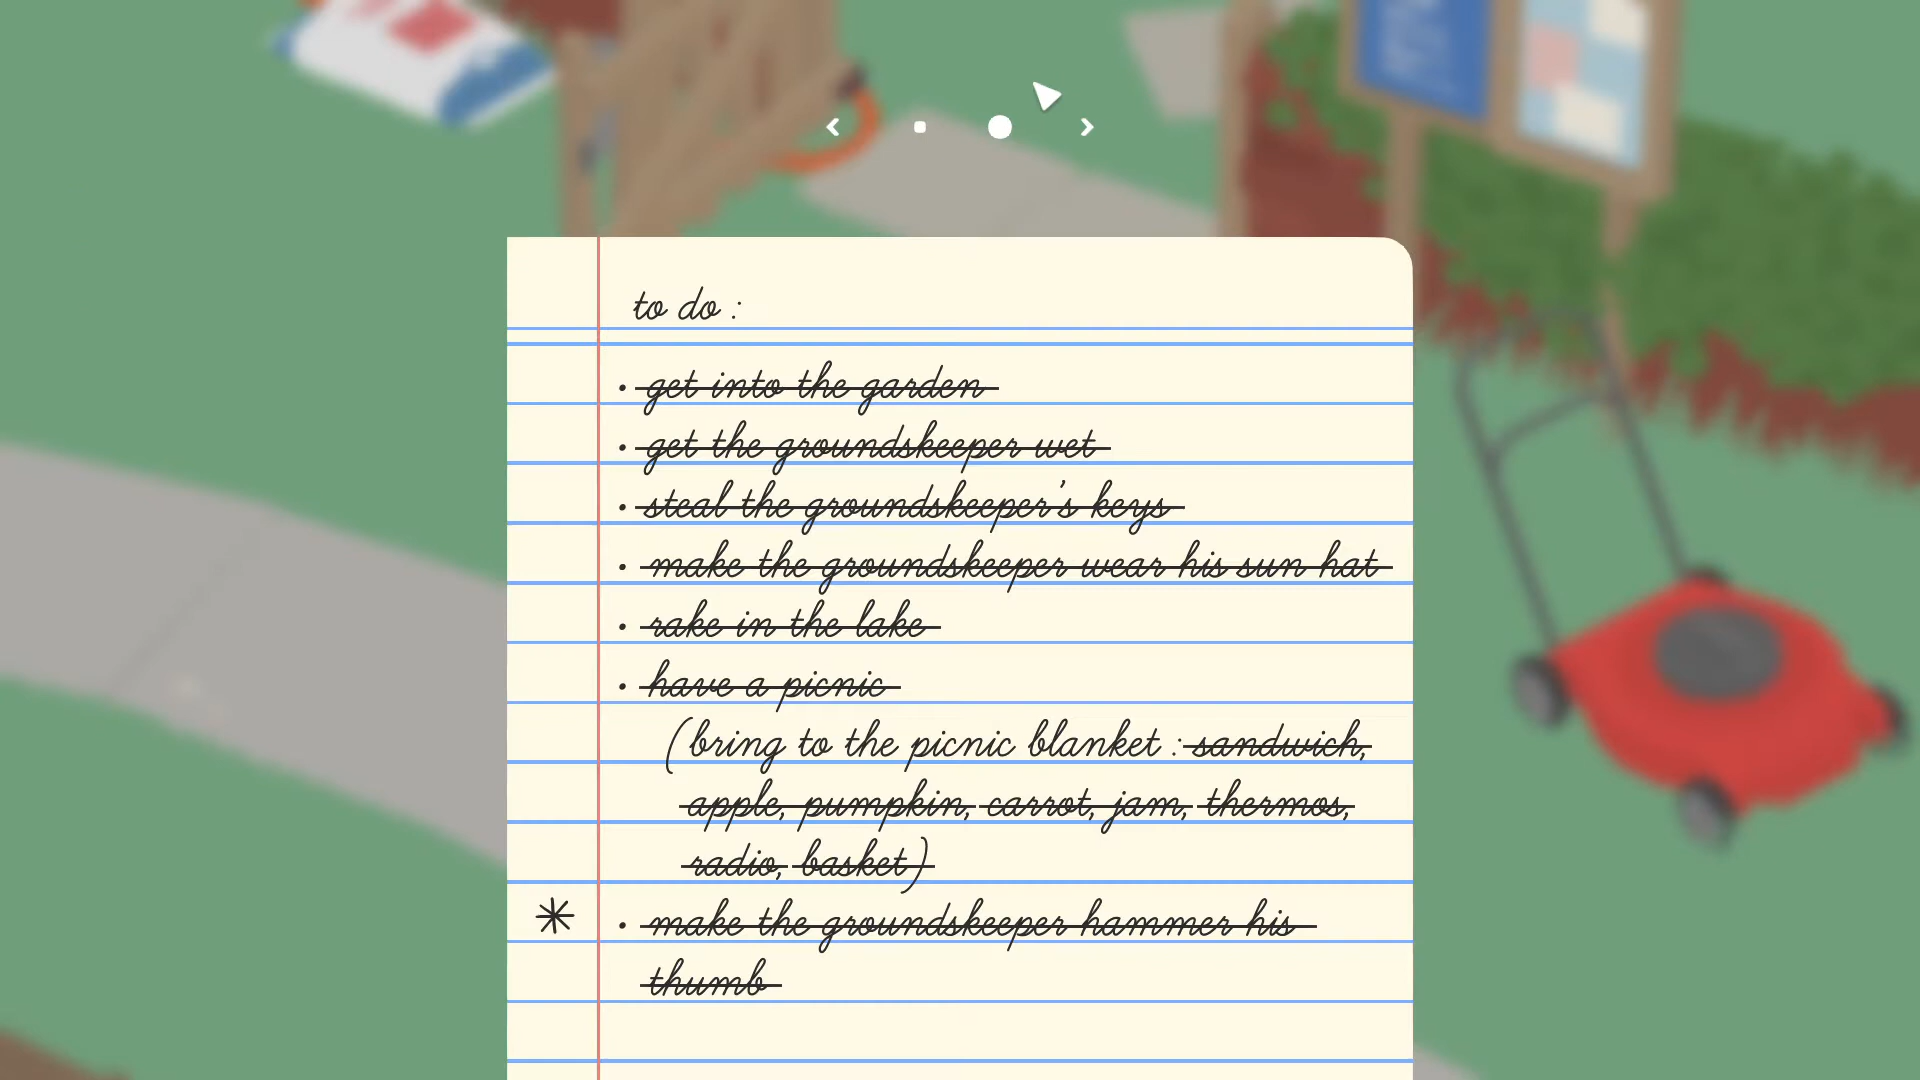 to do :
• get into the garden
• get the groundskeeper wet
• steal the groundskeeper's keys
• make the groundskeeper wear his sun hat
• rake in the lake
• have a picnic
(bring to the picnic blanket : sandwich,
apple, pumpkin, carrot, jam, thermos,
radio, basket)
* • make the groundskeeper hammer his
thumb